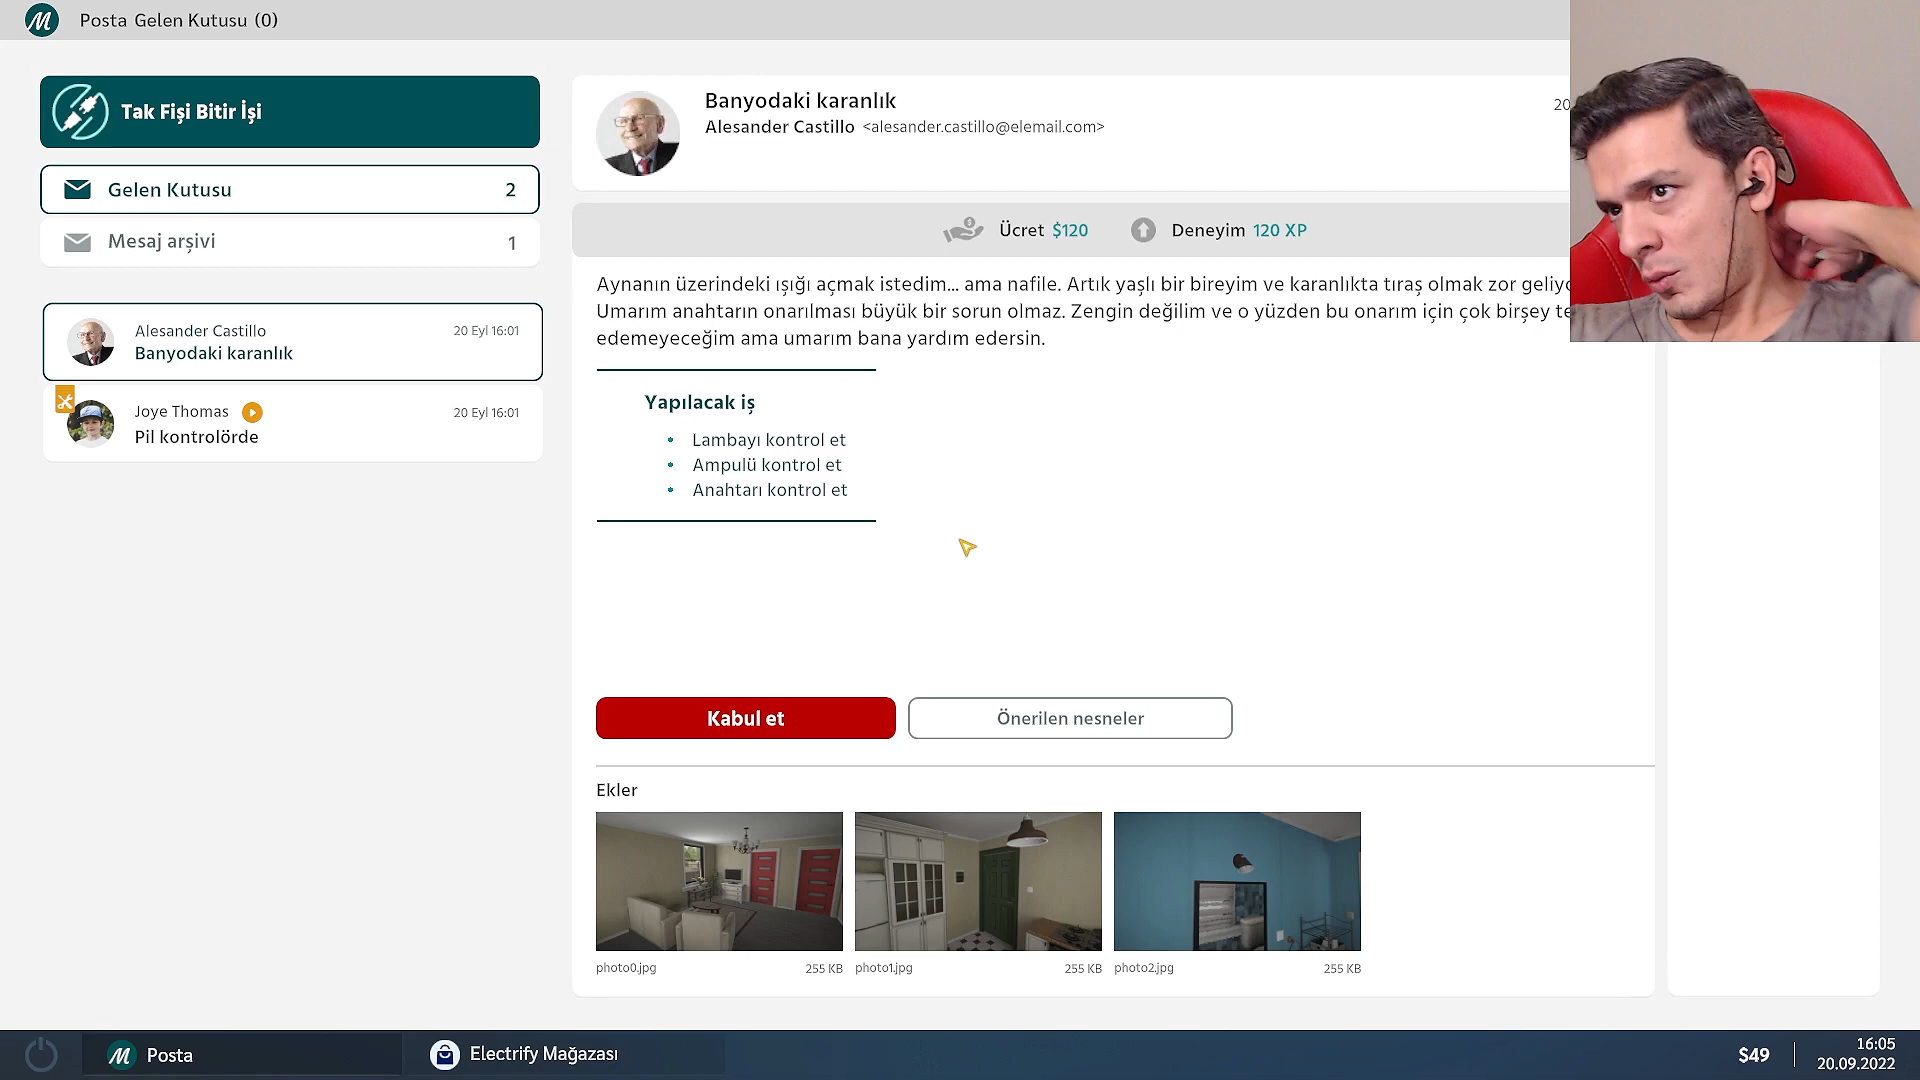 Posta Gelen Kutusu (0)
Tak Fişi Bitir İşi
Gelen Kutusu 2
Mesaj arşivi 1
Alesander Castillo 20 Eyl 16:01
Banyodaki karanlık
Joye Thomas 20 Eyl 16:01
Pil kontrolörde
Banyodaki karanlık 20
Alesander Castillo <alesander.castillo@elemail.com>
Ücret $120 Deneyim 120 XP
Aynanın üzerindeki ışığı açmak istedim... ama nafile. Artık yaşlı bir bireyim ve karanlıkta tıraş olmak zor geliyo
Umarım anahtarın onarılması büyük bir sorun olmaz. Zengin değilim ve o yüzden bu onarım için çok birşey te
edemeyeceğim ama umarım bana yardım edersin.
Yapılacak iş
• Lambayı kontrol et
• Ampulü kontrol et
• Anahtarı kontrol et
Kabul et
Önerilen nesneler
Ekler
photo0.jpg 255 KB photo1.jpg 255 KB photo2.jpg 255 KB
Posta
Electrify Mağazası
$49
16:05
20.09.2022